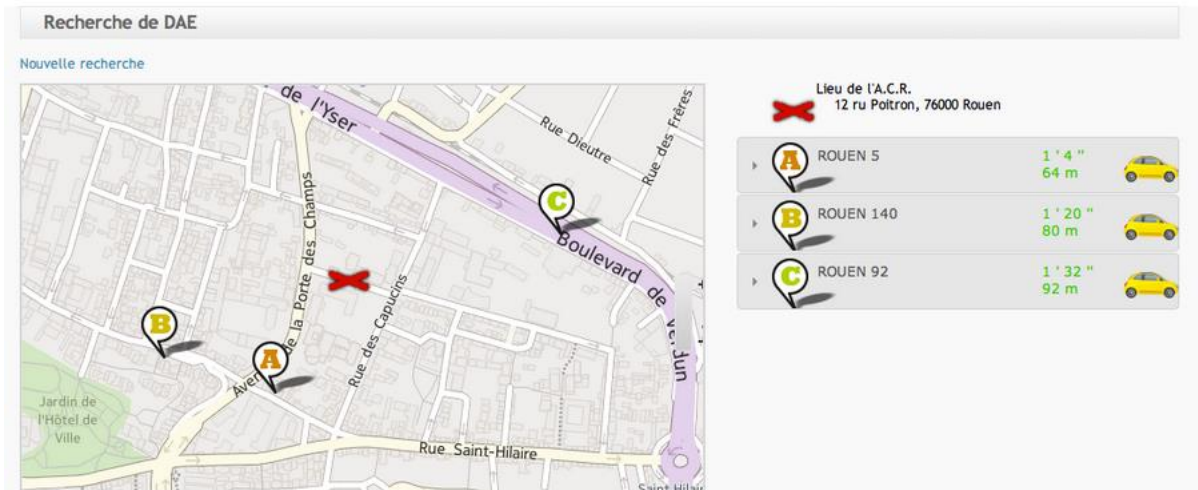 Recherche de DAE
Nouvelle recherche
Lieu de l'A.C.R.
12 ru Poitron, 76000 Rouen
A ROUEN 5 1 ' 4 "
64 m
B ROUEN 140 1 ' 20 "
80 m
C ROUEN 92 1 ' 32 "
92 m
de l'Yser
Rue Dieutre
Rue des Frères
Avenue de la Porte des Champs
C
Boulevard de Verdun
Rue des Capucins
B
A
Jardin de
l'Hôtel de
Ville
Rue Saint-Hilaire